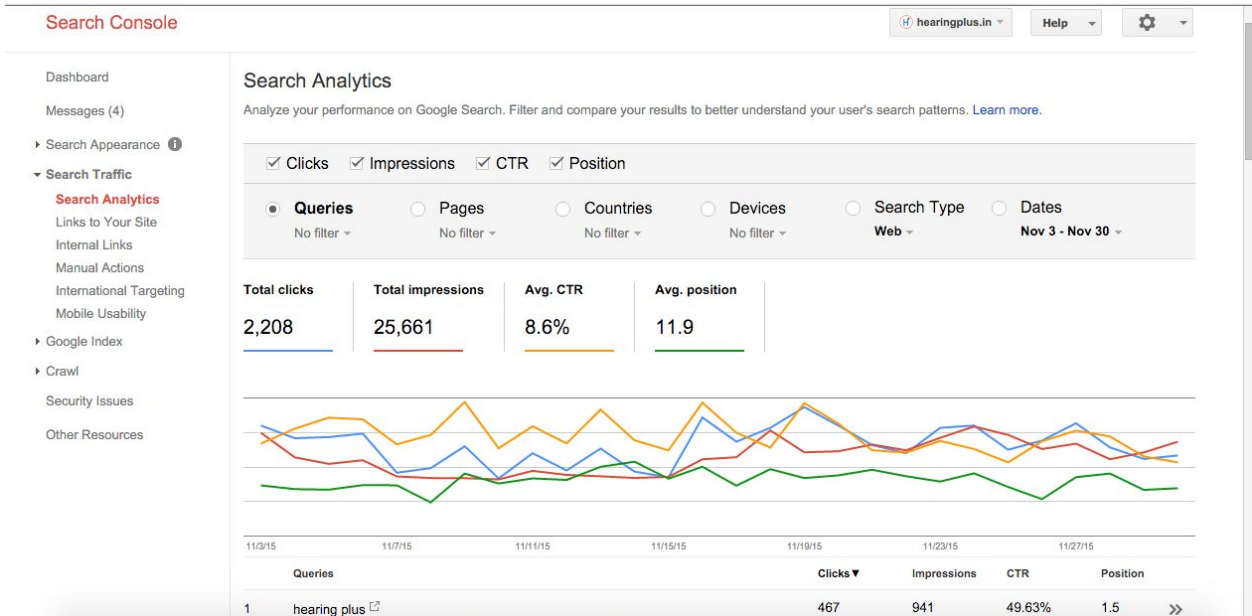 Search Console
hearingplus.in
Help
Dashboard
Messages (4)
Search Appearance
Search Traffic
Search Analytics
Links to Your Site
Internal Links
Manual Actions
International Targeting
Mobile Usability
Google Index
Crawl
Security Issues
Other Resources
Search Analytics
Analyze your performance on Google Search. Filter and compare your results to better understand your user's search patterns. Learn more.
Clicks Impressions CTR Position
Queries Pages Countries Devices Search Type Dates
No filter No filter No filter No filter Web Nov 3 - Nov 30
Total clicks Total impressions Avg. CTR Avg. position
2,208 25,661 8.6% 11.9
11/3/15 11/7/15 11/11/15 11/15/15 11/19/15 11/23/15 11/27/15
Queries Clicks▼ Impressions CTR Position
1 hearing plus 467 941 49.63% 1.5 »